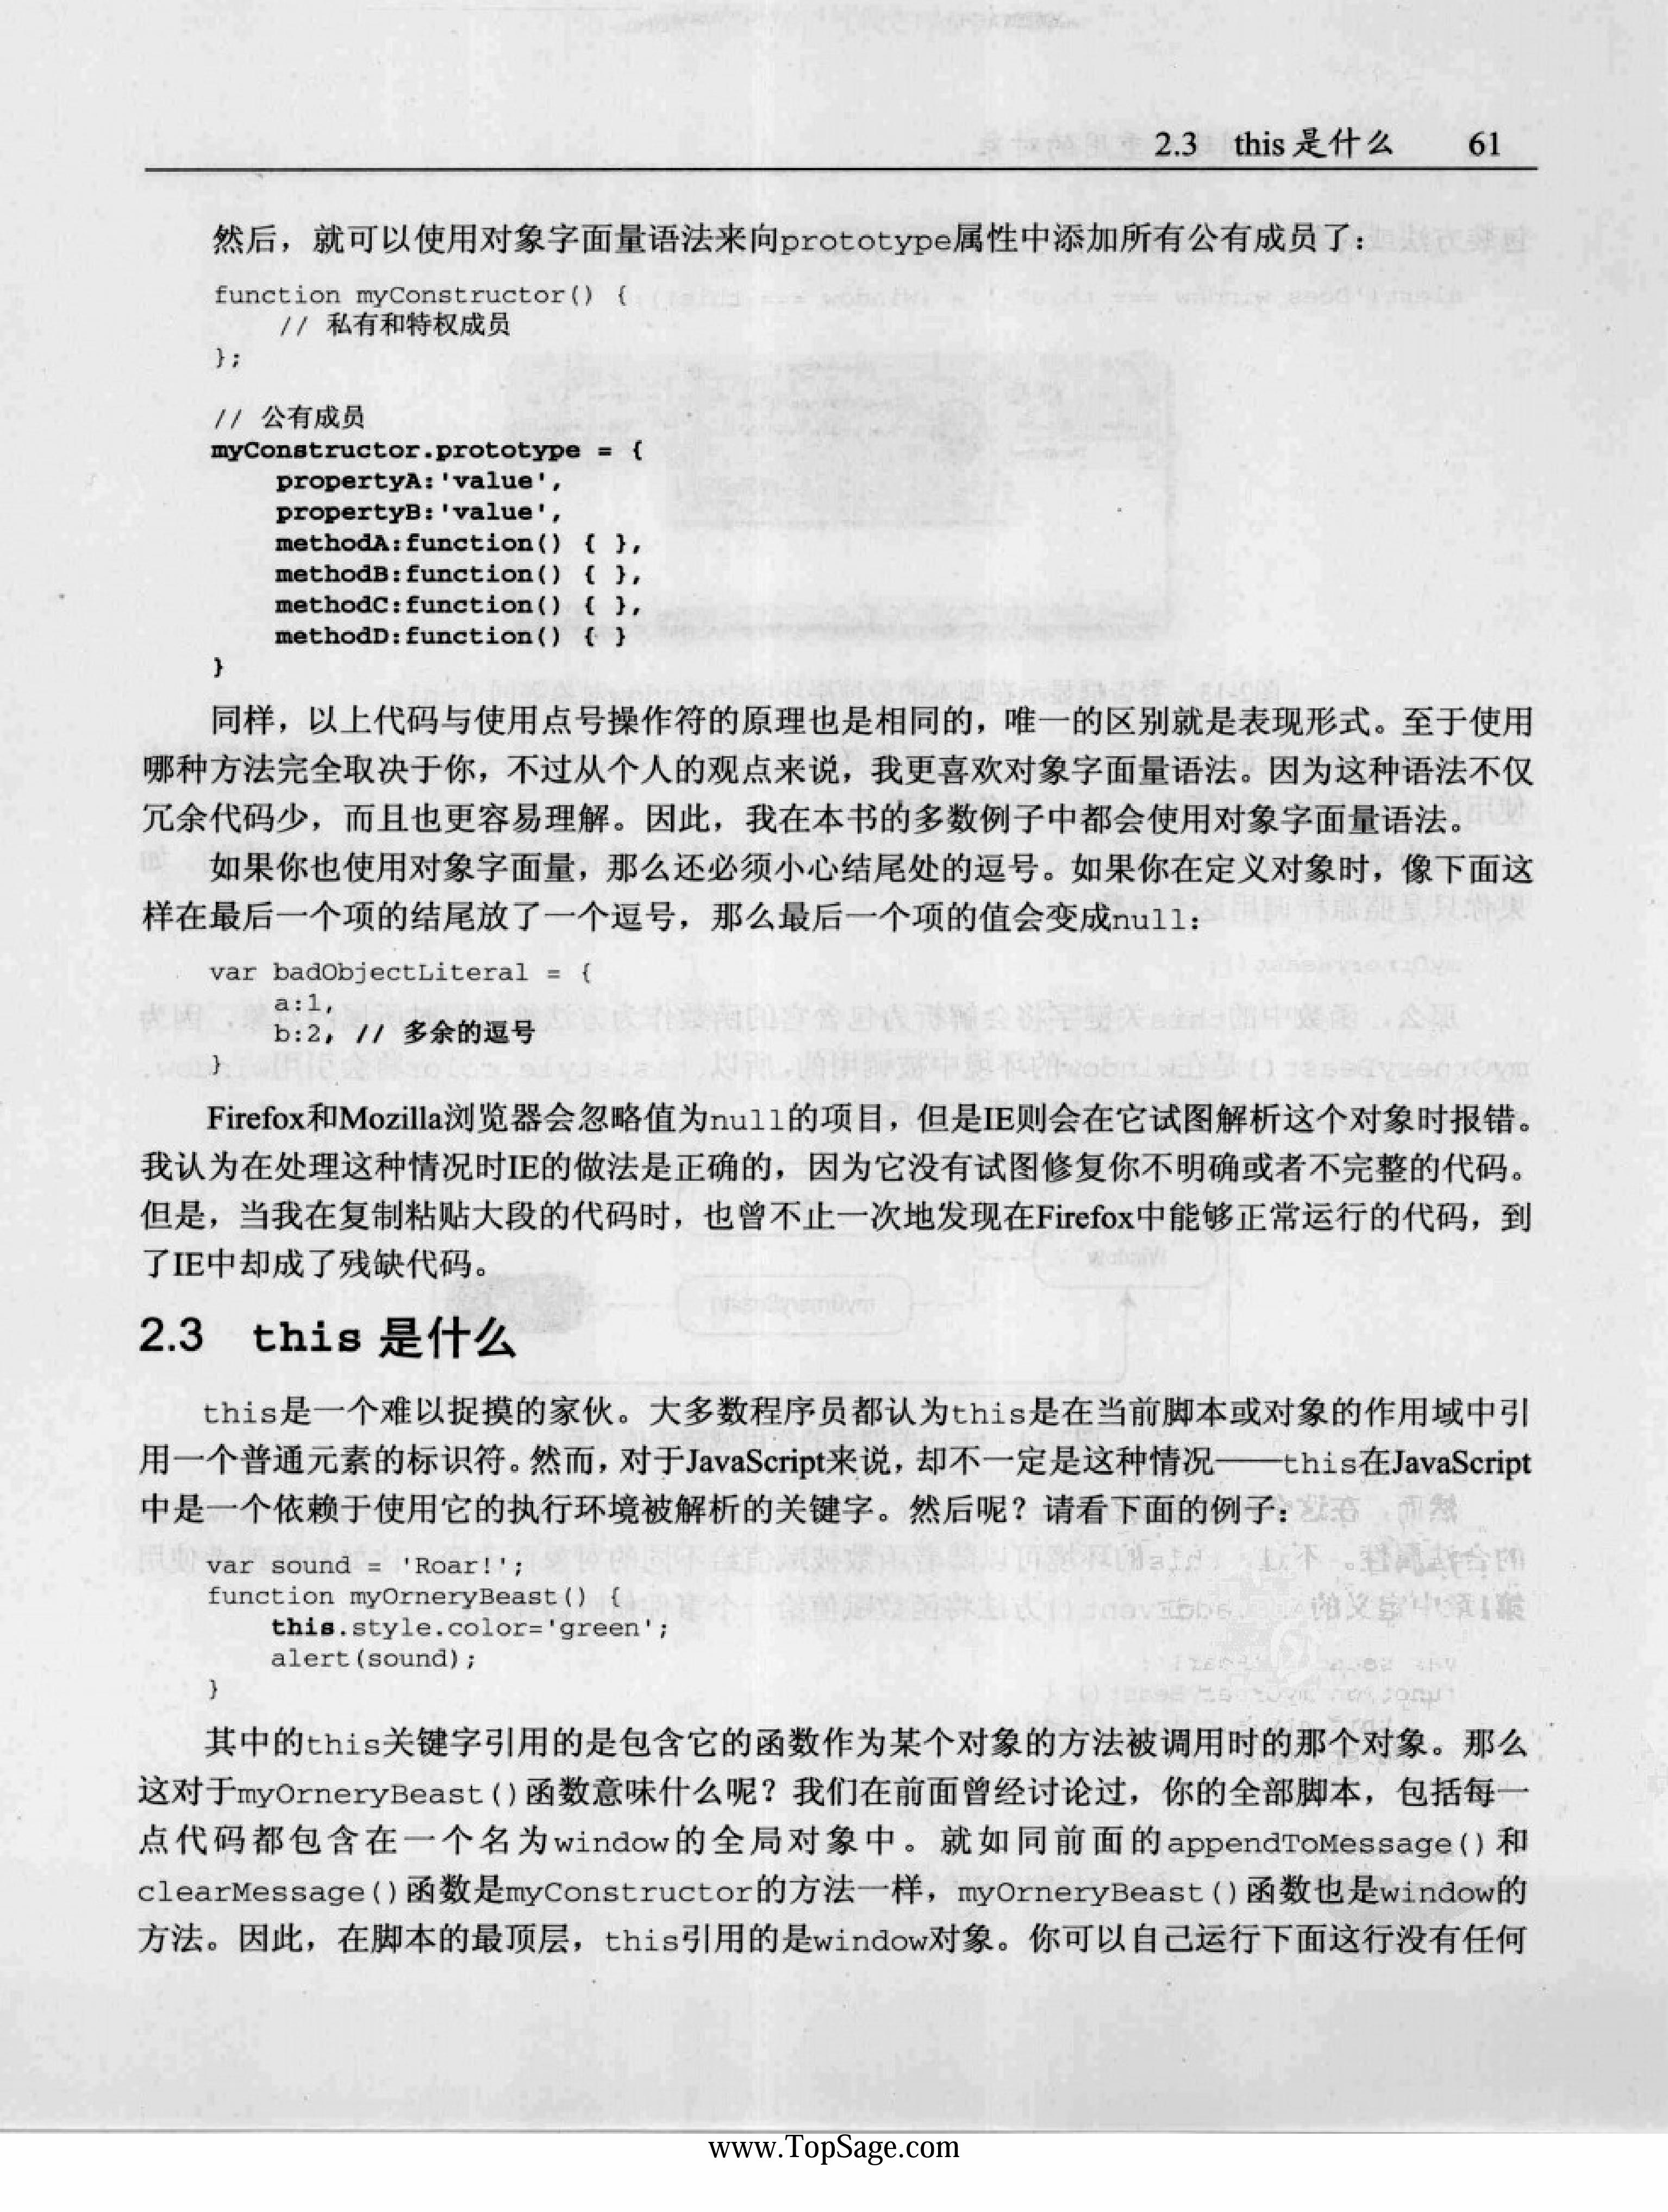 2.3 this 是什么 61
然后，就可以使用对象字面量语法来向prototype属性中添加所有公有成员了：
function myConstructor() {
// 私有和特权成员
};
// 公有成员
myConstructor.prototype = {
propertyA:'value',
propertyB:'value',
methodA:function() { },
methodB:function() { },
methodC:function() { },
methodD:function() { }
}
同样，以上代码与使用点号操作符的原理也是相同的，唯一的区别就是表现形式。至于使用
哪种方法完全取决于你，不过从个人的观点来说，我更喜欢对象字面量语法。因为这种语法不仅
冗余代码少，而且也更容易理解。因此，我在本书的多数例子中都会使用对象字面量语法。
如果你也使用对象字面量，那么还必须小心结尾处的逗号。如果你在定义对象时，像下面这
样在最后一个项的结尾放了一个逗号，那么最后一个项的值会变成null：
var badObjectLiteral = {
a:1,
b:2, // 多余的逗号
}
Firefox和Mozilla浏览器会忽略值为null的项目，但是IE则会在它试图解析这个对象时报错。
我认为在处理这种情况时IE的做法是正确的，因为它没有试图修复你不明确或者不完整的代码。
但是，当我在复制粘贴大段的代码时，也曾不止一次地发现在Firefox中能够正常运行的代码，到
了IE中却成了残缺代码。
2.3 this 是什么
this是一个难以捉摸的家伙。大多数程序员都认为this是在当前脚本或对象的作用域中引
用一个普通元素的标识符。然而，对于JavaScript来说，却不一定是这种情况——this在JavaScript
中是一个依赖于使用它的执行环境被解析的关键字。然后呢？请看下面的例子：
var sound = 'Roar!';
function myOrneryBeast() {
this.style.color='green';
alert(sound);
}
其中的this关键字引用的是包含它的函数作为某个对象的方法被调用时的那个对象。那么
这对于myOrneryBeast()函数意味什么呢？我们在前面曾经讨论过，你的全部脚本，包括每一
点代码都包含在一个名为window的全局对象中。就如同前面的appendToMessage()和
clearMessage()函数是myConstructor的方法一样，myOrneryBeast()函数也是window的
方法。因此，在脚本的最顶层，this引用的是window对象。你可以自己运行下面这行没有任何
www.TopSage.com